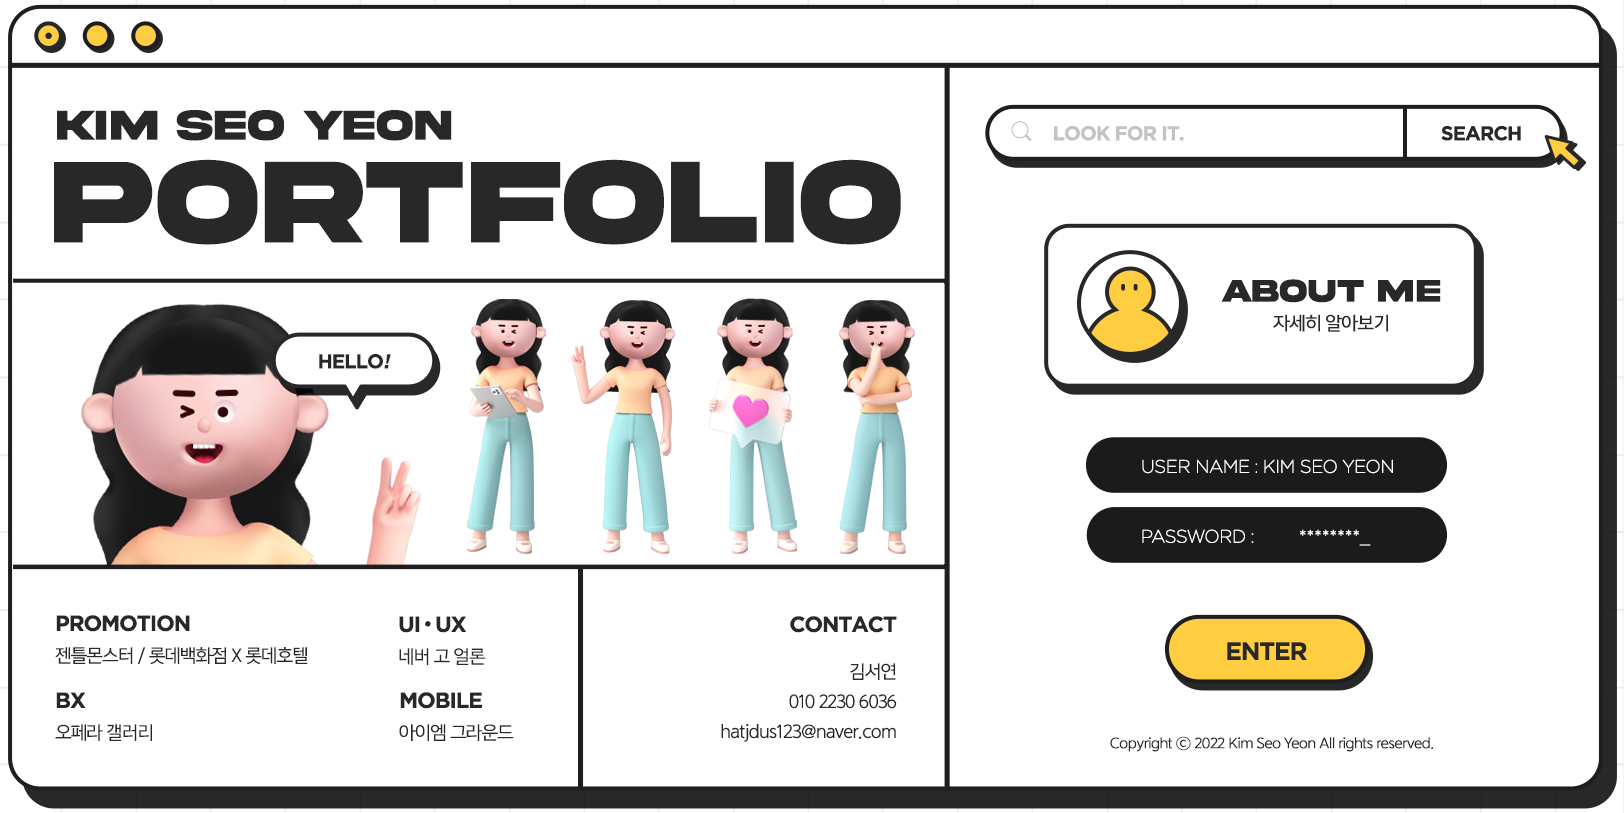 KIM SEO YEON
PORTFOLIO
HELLO!
PROMOTION
젠틀몬스터 / 롯데백화점 X 롯데호텔
BX
오페라 갤러리
UI • UX
네버 고 얼론
MOBILE
아이엠 그라운드
CONTACT
김서연
010 2230 6036
hatjdus123@naver.com
LOOK FOR IT.
SEARCH
ABOUT ME
자세히 알아보기
USER NAME : KIM SEO YEON
PASSWORD : ********_
ENTER
Copyright ⓒ 2022 Kim Seo Yeon All rights reserved.